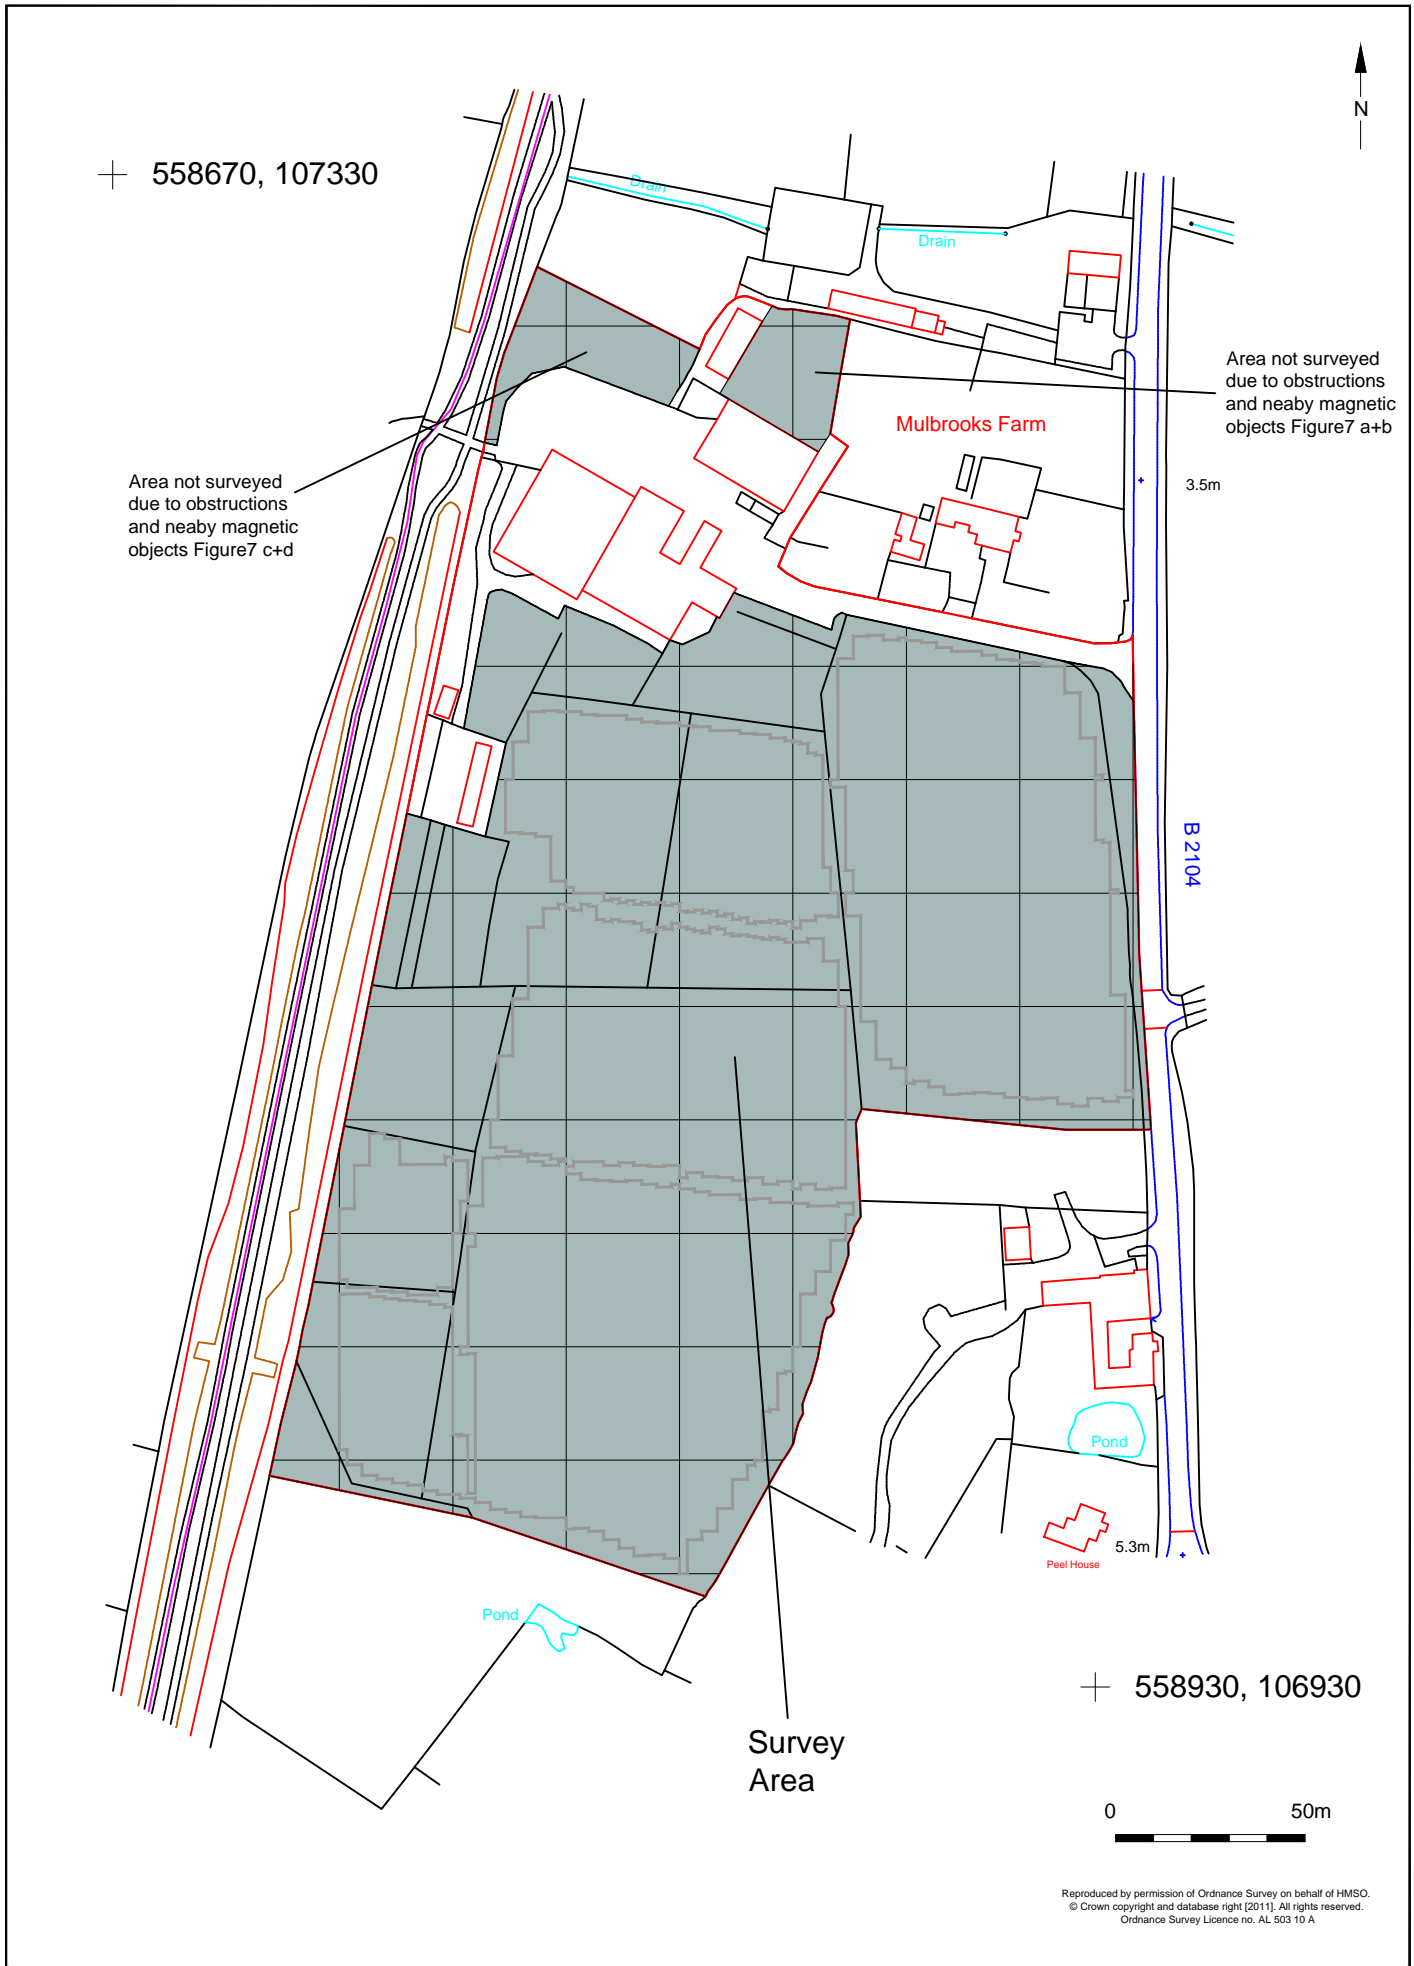 N
558670, 107330
Drain
Drain
Area not surveyed
due to obstructions
and neaby magnetic
objects Figure7 a+b
Mulbrooks Farm
3.5m
Area not surveyed
due to obstructions
and neaby magnetic
objects Figure7 c+d
B 2104
Pond
5.3m
Peel House
Pond
558930, 106930
Survey
Area
0 50m
Reproduced by permission of Ordnance Survey on behalf of HMSO.
© Crown copyright and database right [2011]. All rights reserved.
Ordnance Survey Licence no. AL 503 10 A